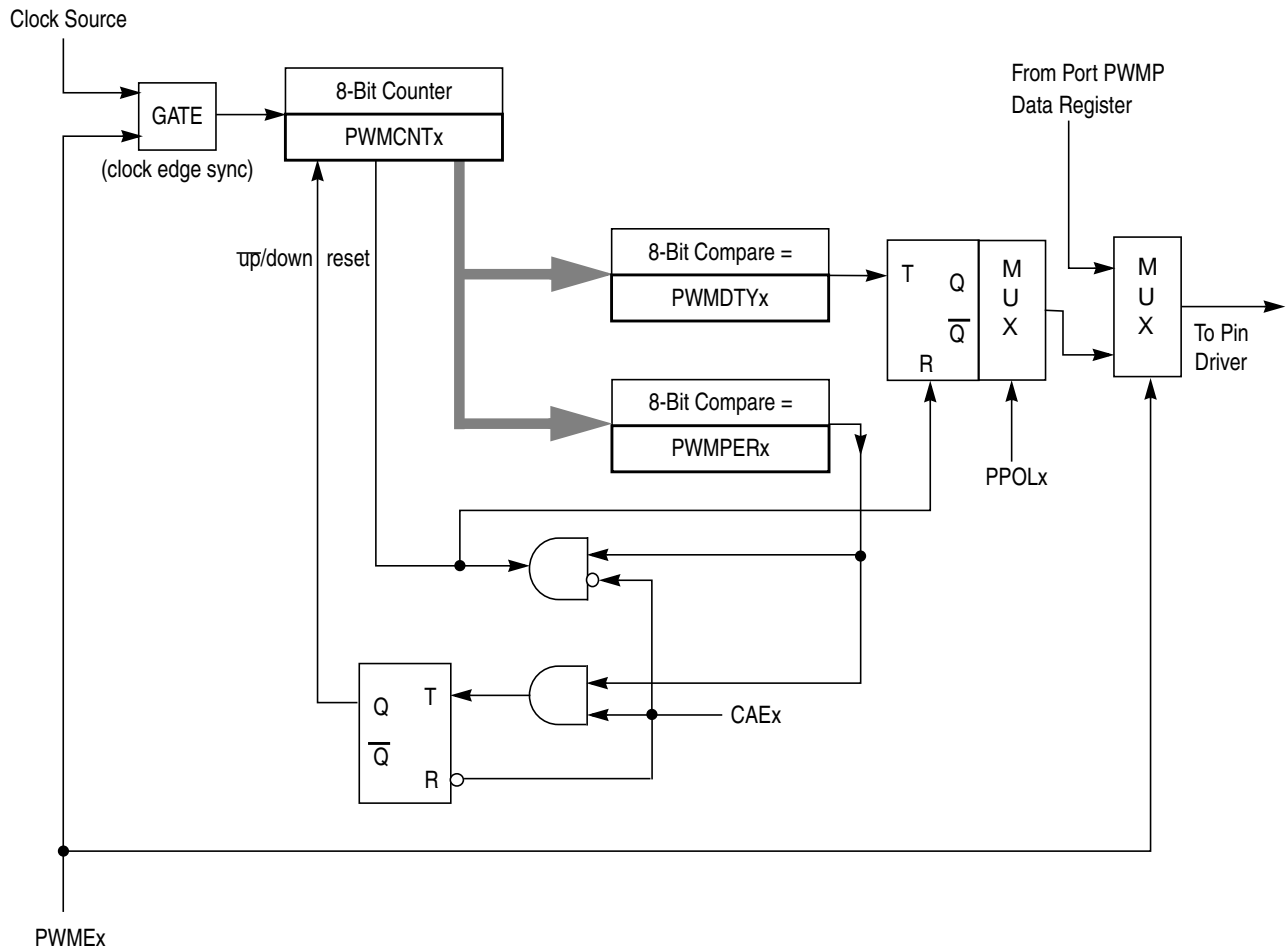 Clock Source
GATE
(clock edge sync)
8-Bit Counter
PWMCNTx
From Port PWMP
Data Register
u̅p̅/down
reset
8-Bit Compare =
PWMDTYx
T
Q
Q̅
R
M
U
X
M
U
X
To Pin
Driver
8-Bit Compare =
PWMPERx
PPOLx
Q
T
Q̅
R
CAEx
PWMEx